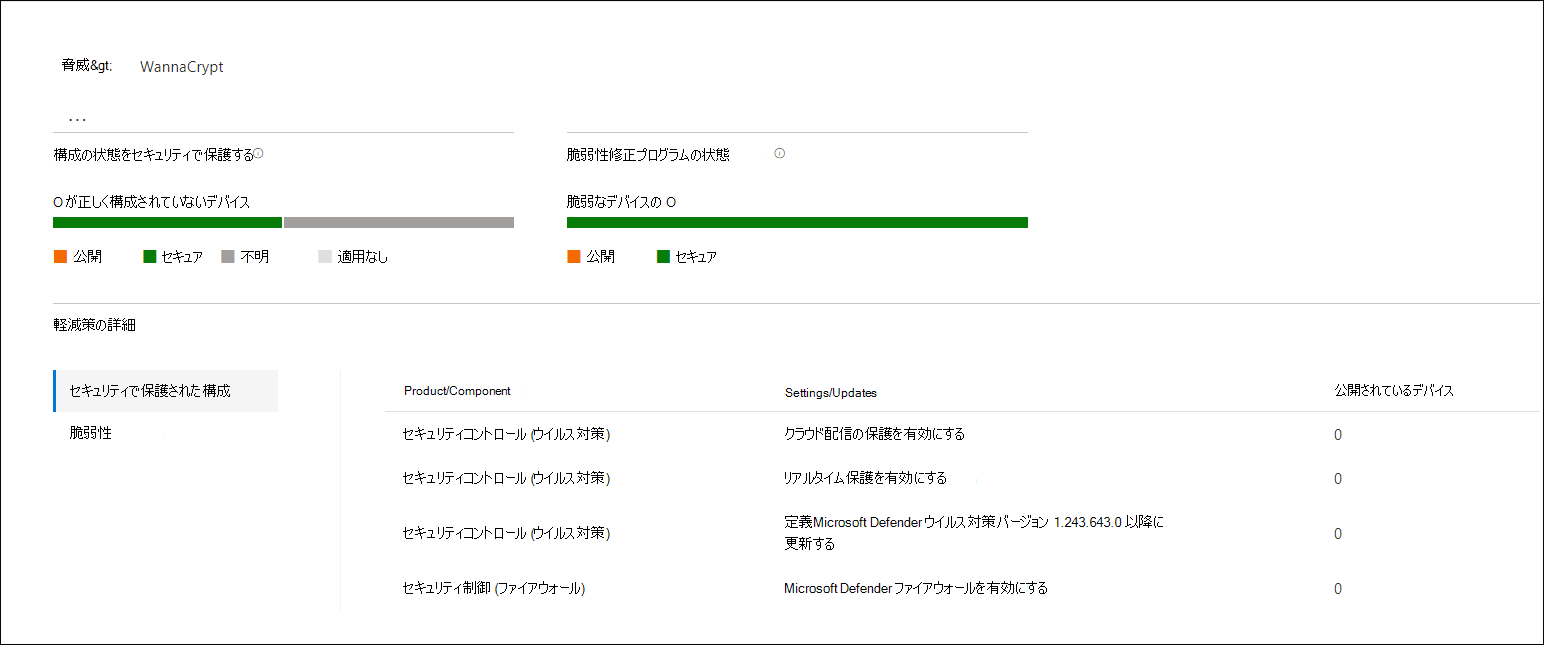 脅威&gt; WannaCrypt
...
構成の状態をセキュリティで保護する
脆弱性修正プログラムの状態
O が正しく構成されていないデバイス
脆弱なデバイスの O
公開 セキュア 不明 適用なし
公開 セキュア
軽減策の詳細
セキュリティで保護された構成
脆弱性
Product/Component Settings/Updates 公開されているデバイス
セキュリティコントロール (ウイルス対策) クラウド配信の保護を有効にする 0
セキュリティコントロール (ウイルス対策) リアルタイム保護を有効にする 0
セキュリティコントロール (ウイルス対策) 定義Microsoft Defenderウイルス対策バージョン 1.243.643.0 以降に
更新する 0
セキュリティ制御 (ファイアウォール) Microsoft Defenderファイアウォールを有効にする 0